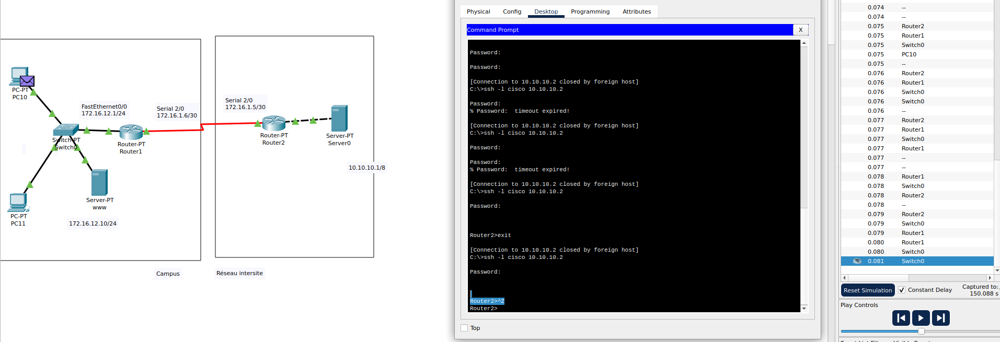 PC-PT
PC10
FastEthernet0/0
172.16.12.1/24
Serial 2/0
172.16.1.6/30
Switch-PT
Switch0
Router-PT
Router1
Server-PT
www
PC-PT
PC11
172.16.12.10/24
Campus
Serial 2/0
172.16.1.5/30
Router-PT
Router2
Server-PT
Server0
10.10.10.1/8
Réseau intersite
Physical Config Desktop Programming Attributes
Command Prompt X
Password:
Password:
[Connection to 10.10.10.2 closed by foreign host]
C:\>ssh -l cisco 10.10.10.2
Password:
% Password:  timeout expired!
[Connection to 10.10.10.2 closed by foreign host]
C:\>ssh -l cisco 10.10.10.2
Password:
Password:
% Password:  timeout expired!
[Connection to 10.10.10.2 closed by foreign host]
C:\>ssh -l cisco 10.10.10.2
Password:
Router2>exit
[Connection to 10.10.10.2 closed by foreign host]
C:\>ssh -l cisco 10.10.10.2
Password:
Router2>^Z
Router2>
Top
0.074 --
0.074 --
0.075 Router2
0.075 Router1
0.075 Switch0
0.075 PC10
0.075 --
0.076 Router2
0.076 Router1
0.076 Switch0
0.076 Switch0
0.076 --
0.077 Router2
0.077 Router1
0.077 Switch0
0.077 Router1
0.077 --
0.077 --
0.078 Router1
0.078 Switch0
0.078 Router2
0.078 --
0.079 Router2
0.079 Switch0
0.079 Router1
0.080 Router1
0.080 Switch0
0.081 Switch0
Reset Simulation Constant Delay Captured to:
150.088 s
Play Controls